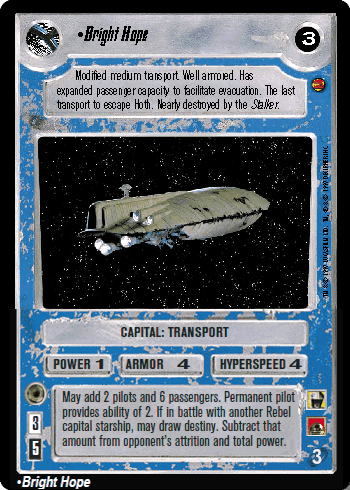 •Bright Hope
3
Modified medium transport. Well armored. Has
expanded passenger capacity to facilitate evacuation. The last
transport to escape Hoth. Nearly destroyed by the Stalker.
CAPITAL: TRANSPORT
POWER 1
ARMOR 4
HYPERSPEED 4
May add 2 pilots and 6 passengers. Permanent pilot
provides ability of 2. If in battle with another Rebel
capital starship, may draw destiny. Subtract that
amount from opponent's attrition and total power.
3
5
3
•Bright Hope